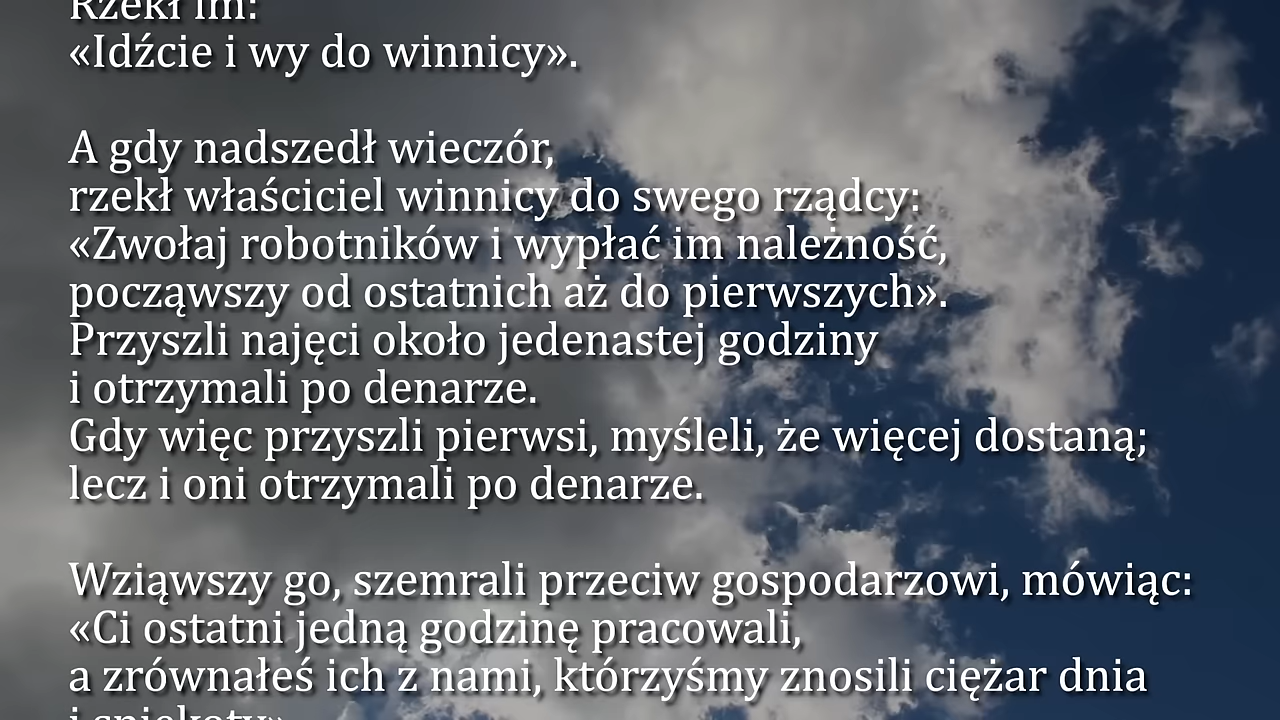 Rzekł im:
«Idźcie i wy do winnicy».
A gdy nadszedł wieczór,
rzekł właściciel winnicy do swego rządcy:
«Zwołaj robotników i wypłać im należność,
począwszy od ostatnich aż do pierwszych».
Przyszli najęci około jedenastej godziny
i otrzymali po denarze.
Gdy więc przyszli pierwsi, myśleli, że więcej dostaną;
lecz i oni otrzymali po denarze.
Wziąwszy go, szemrali przeciw gospodarzowi, mówiąc:
«Ci ostatni jedną godzinę pracowali,
a zrównałeś ich z nami, którzyśmy znosili ciężar dnia
i spiekoty».